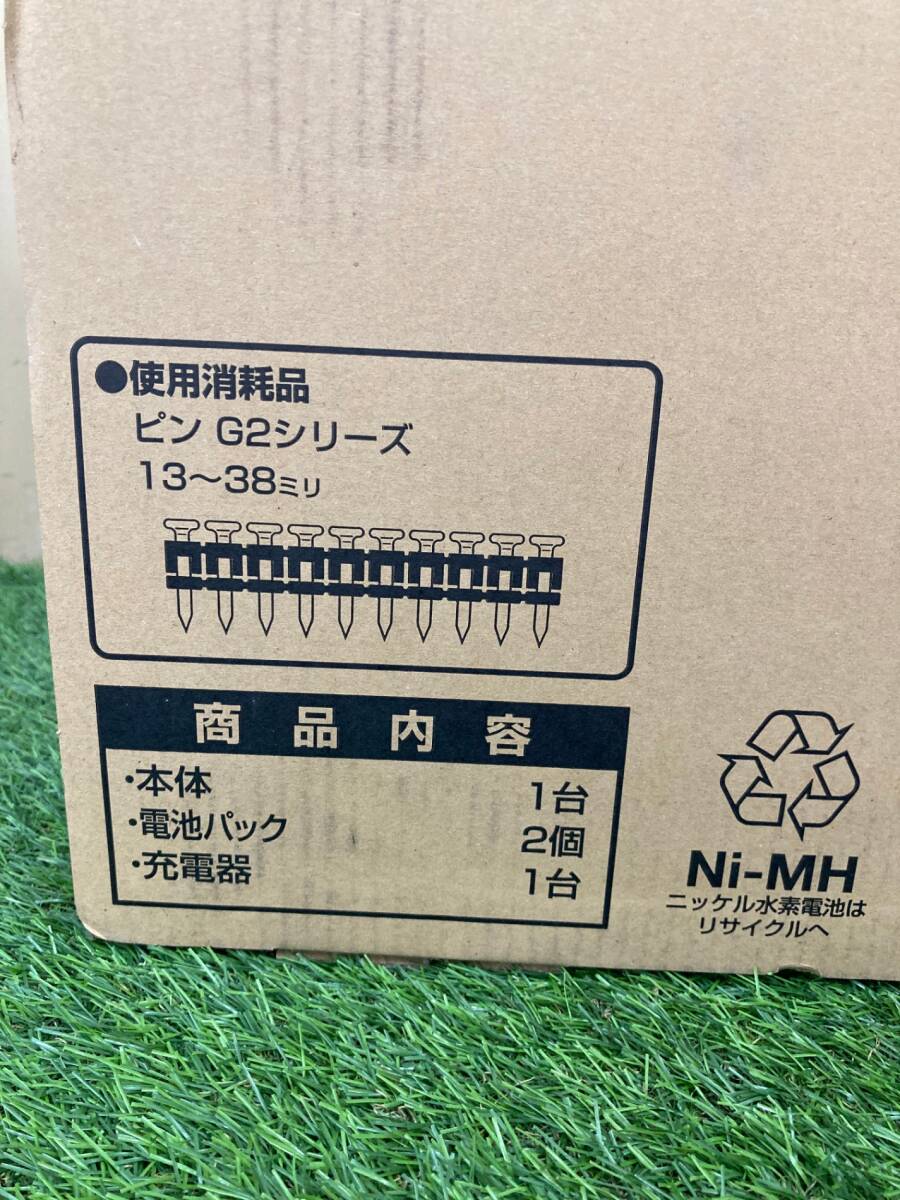 ●使用消耗品
ピン G2シリーズ
13〜38ミリ
商品内容
・本体 1台
・電池パック 2個
・充電器 1台
Ni-MH
ニッケル水素電池は
リサイクルへ